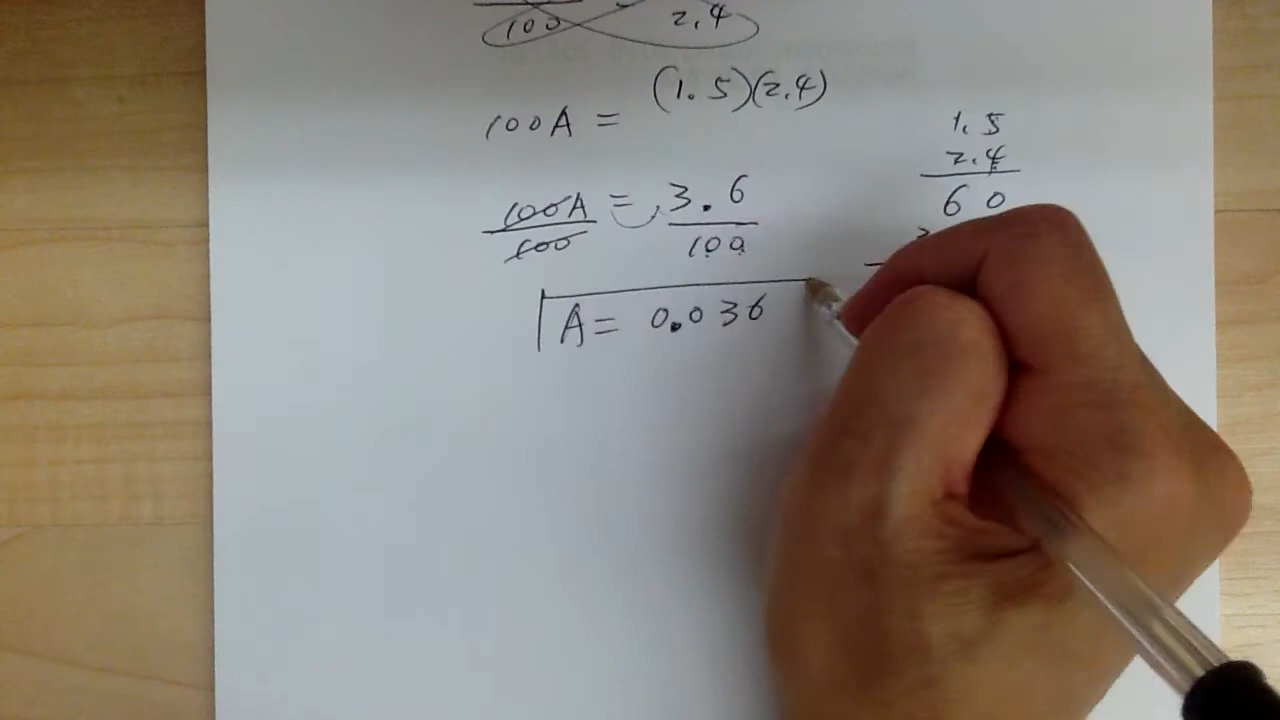 100 2.4
100A = (1.5)(2.4)
1.5
2.4
60
100A = 3.6
100 100
A = 0.036